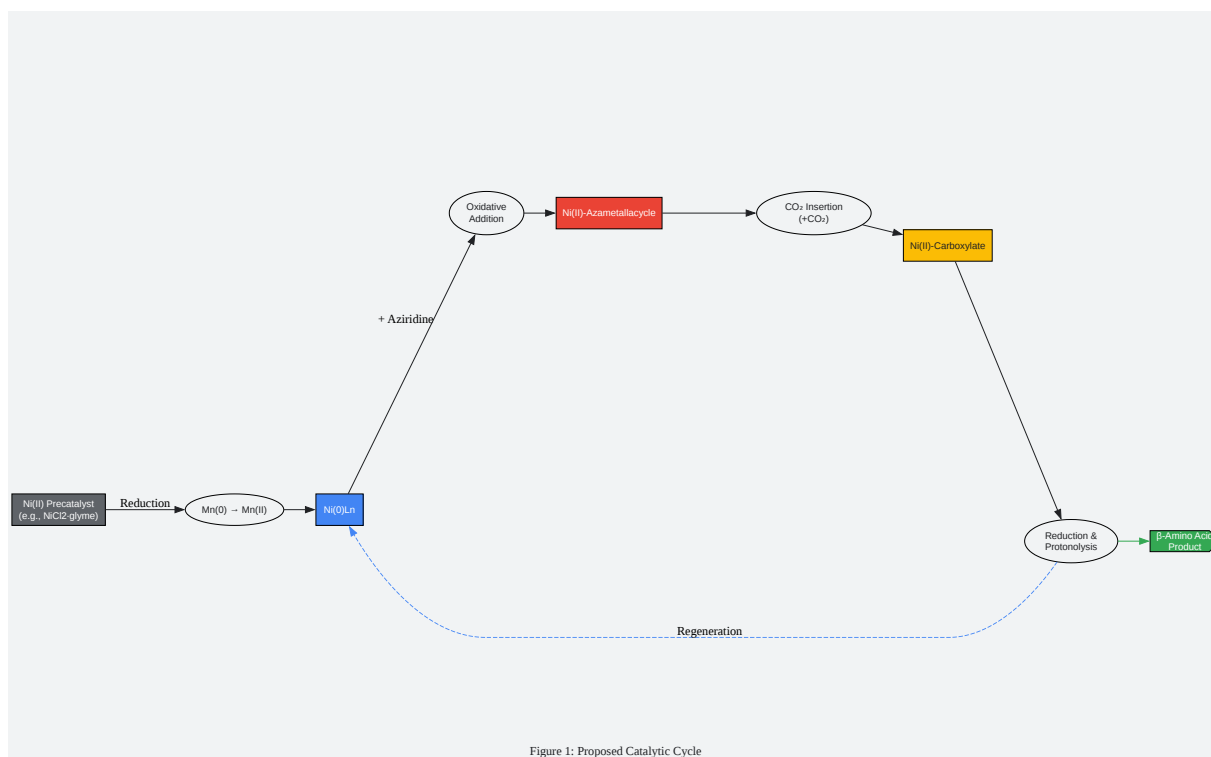 Oxidative
Addition
Ni(II)-Azametallacycle
CO₂ Insertion
(+CO₂)
Ni(II)-Carboxylate
+ Aziridine
Ni(II) Precatalyst
(e.g., NiCl2-glyme)
Reduction
Mn(0) → Mn(II)
Ni(0)Ln
Reduction &
Protonolysis
β-Amino Acid
Product
Regeneration
Figure 1: Proposed Catalytic Cycle